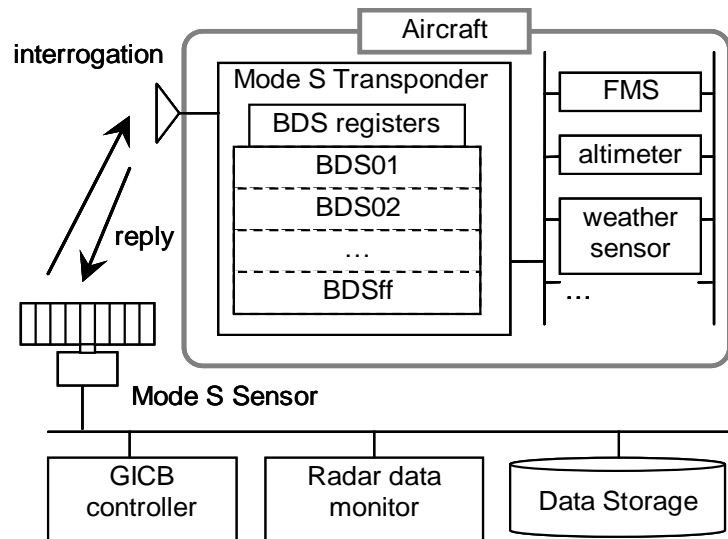 Aircraft
interrogation
Mode S Transponder
BDS registers
BDS01
BDS02
...
BDSff
FMS
altimeter
weather
sensor
...
reply
Mode S Sensor
GICB
controller
Radar data
monitor
Data Storage